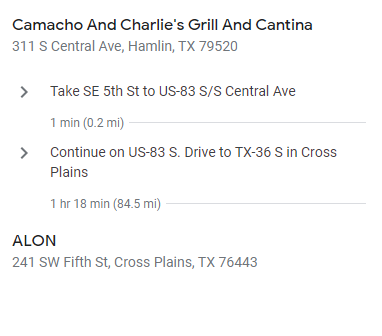 Camacho And Charlie's Grill And Cantina
311 S Central Ave, Hamlin, TX 79520
Take SE 5th St to US-83 S/S Central Ave
1 min (0.2 mi)
Continue on US-83 S. Drive to TX-36 S in Cross
Plains
1 hr 18 min (84.5 mi)
ALON
241 SW Fifth St, Cross Plains, TX 76443